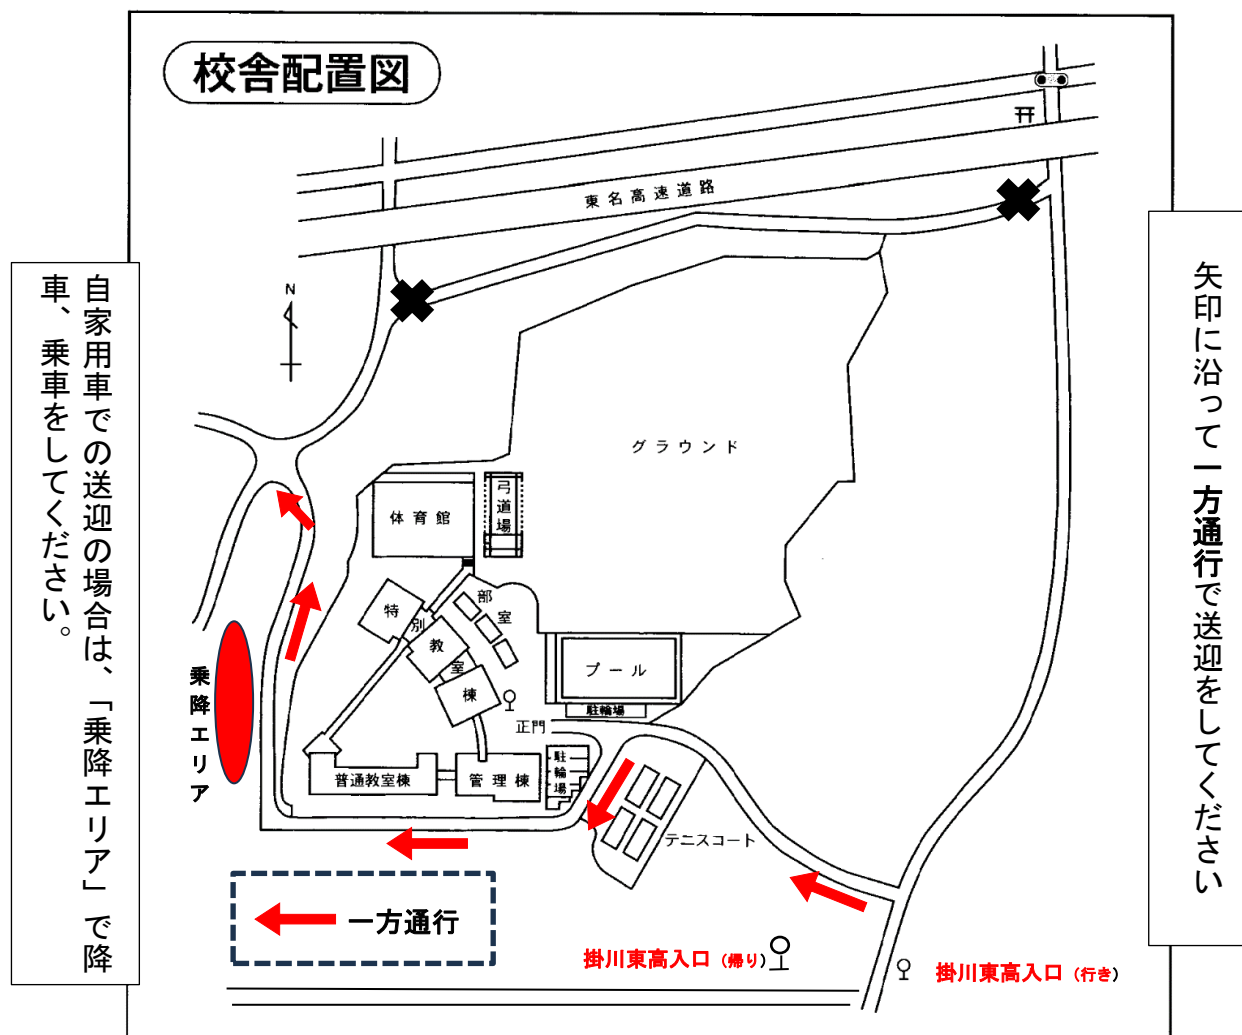 校舎配置図
東名高速道路
N
矢印に沿って一方通行で送迎をしてください
自家用車での送迎の場合は、「乗降エリア」で降
車、乗車をしてください。
グラウンド
体育館
弓道場
部室
特別教室棟
プール
駐輪場
正門
乗降エリア
普通教室棟
管理棟
駐輪場
テニスコート
一方通行
掛川東高入口（帰り）
掛川東高入口（行き）